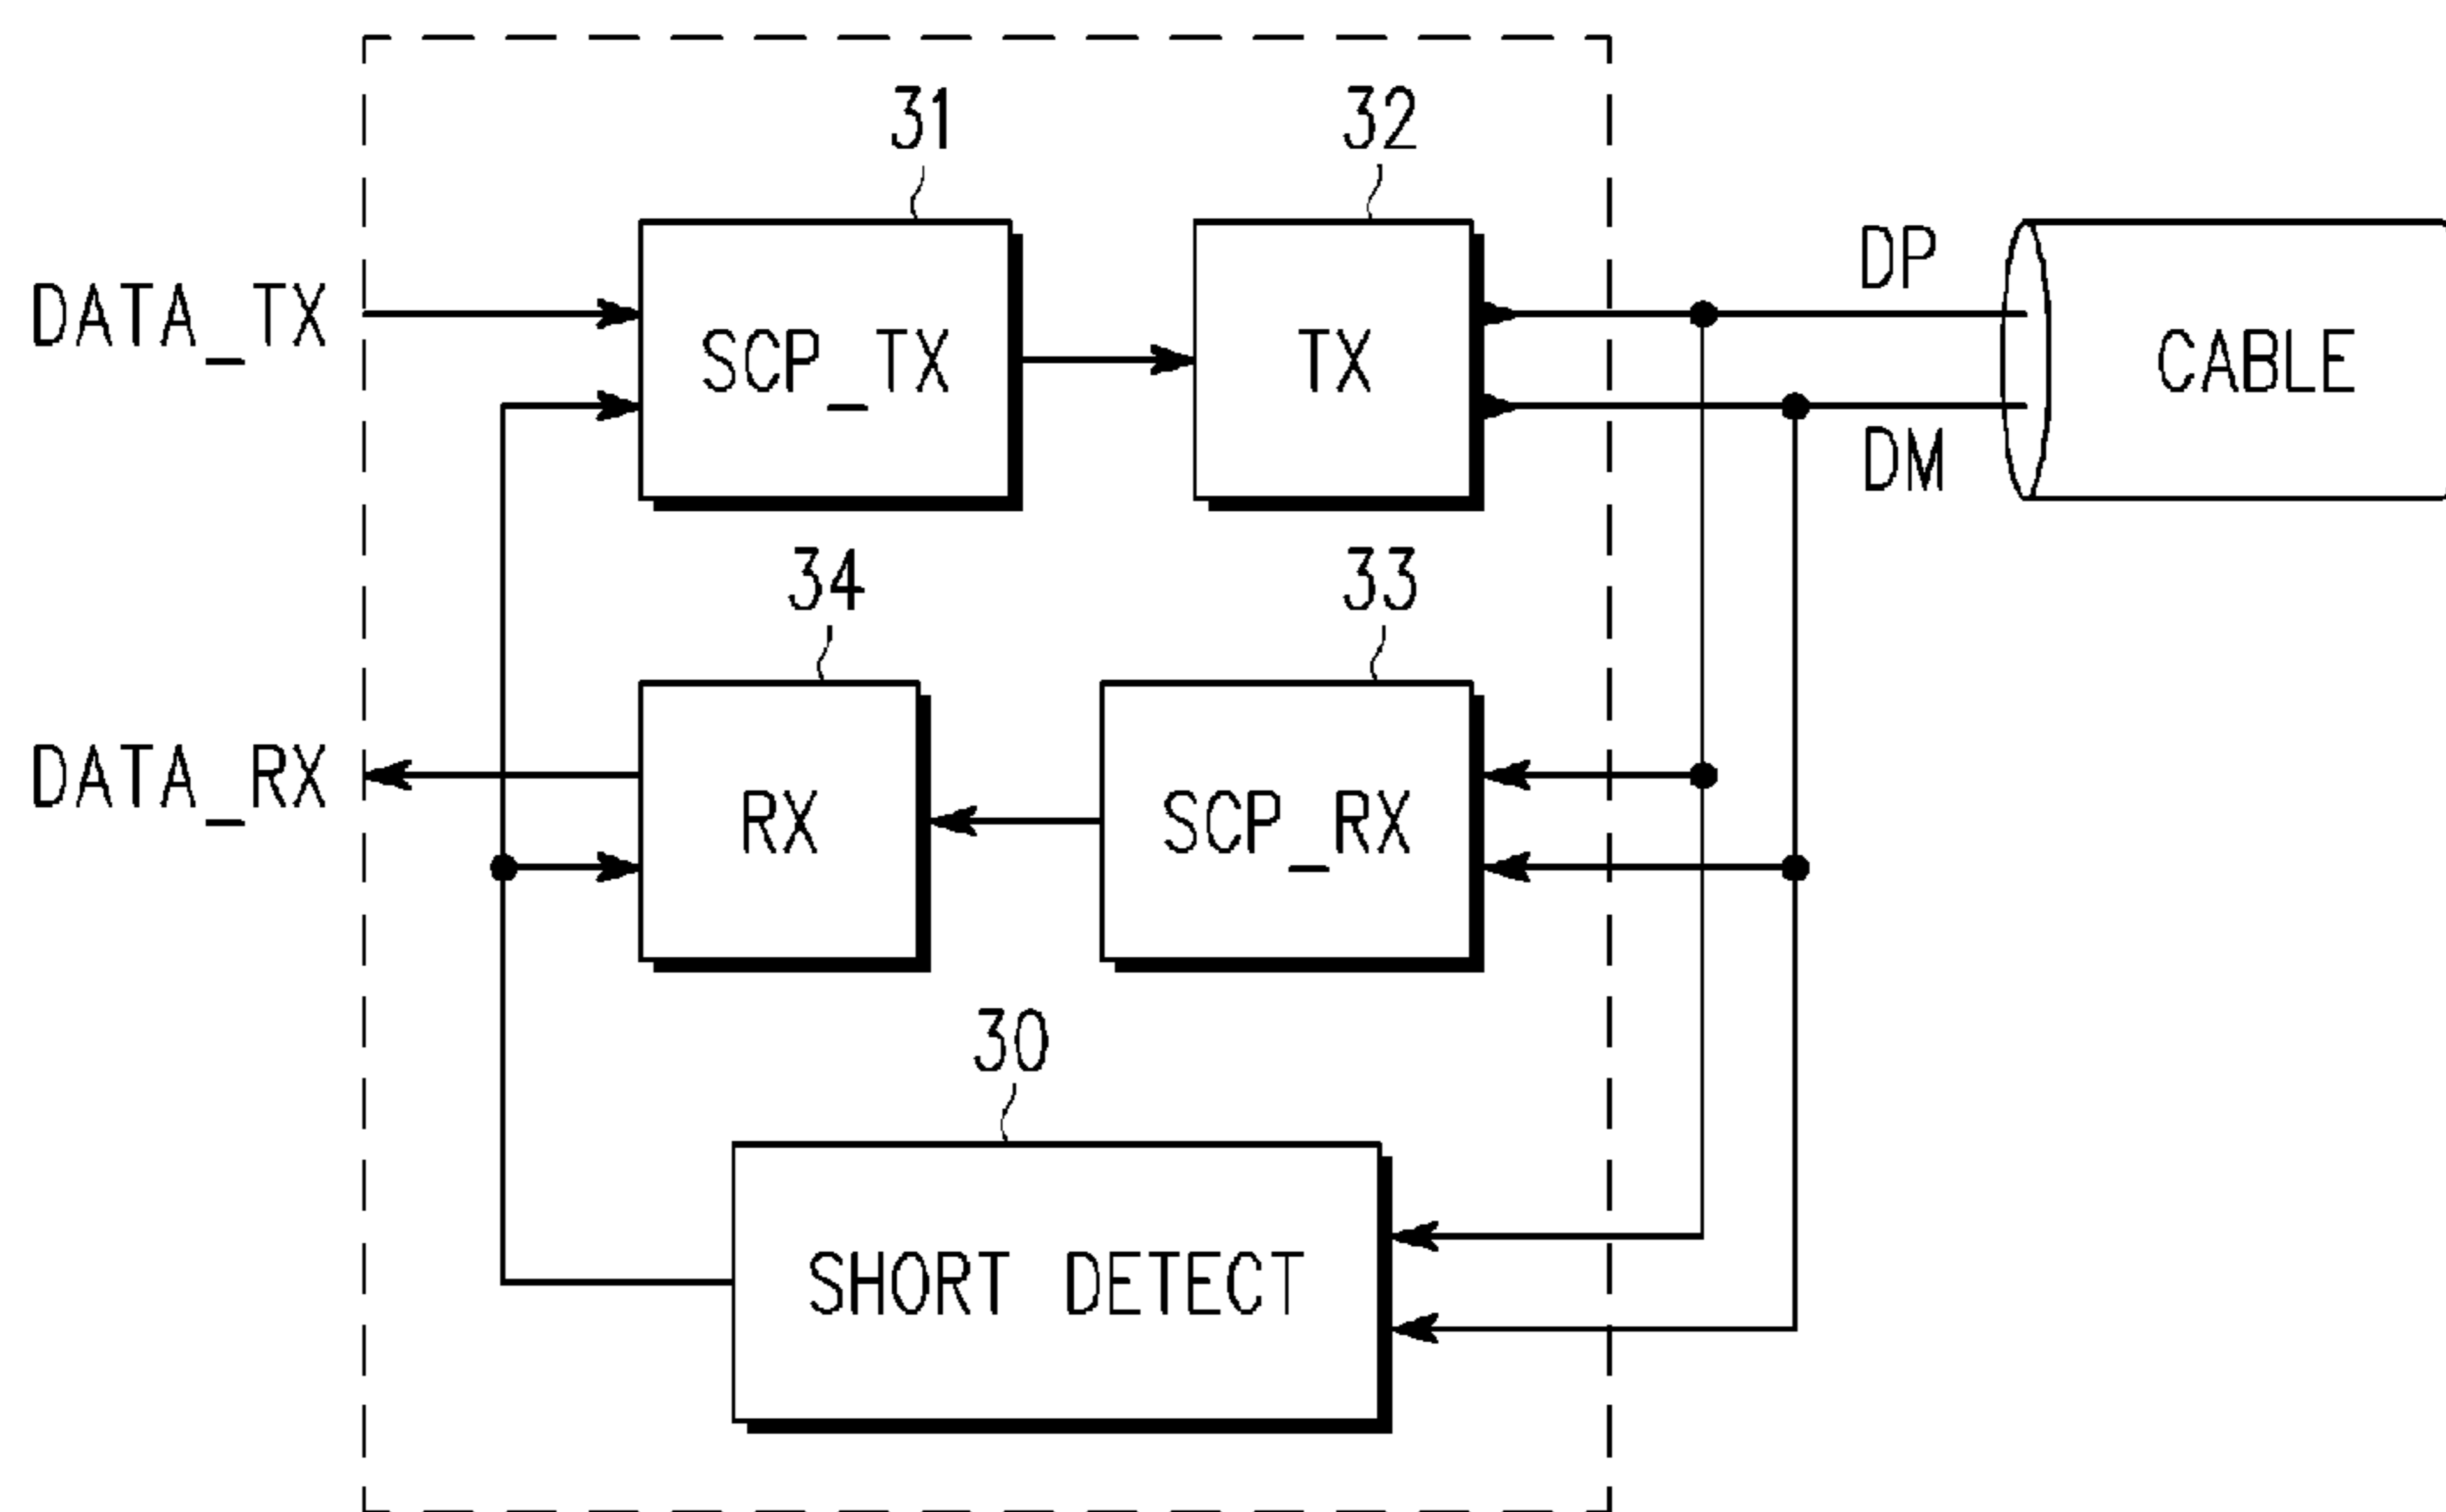 31
32
DATA_TX
SCP_TX
TX
DP
DM
CABLE
34
33
DATA_RX
RX
SCP_RX
30
SHORT DETECT